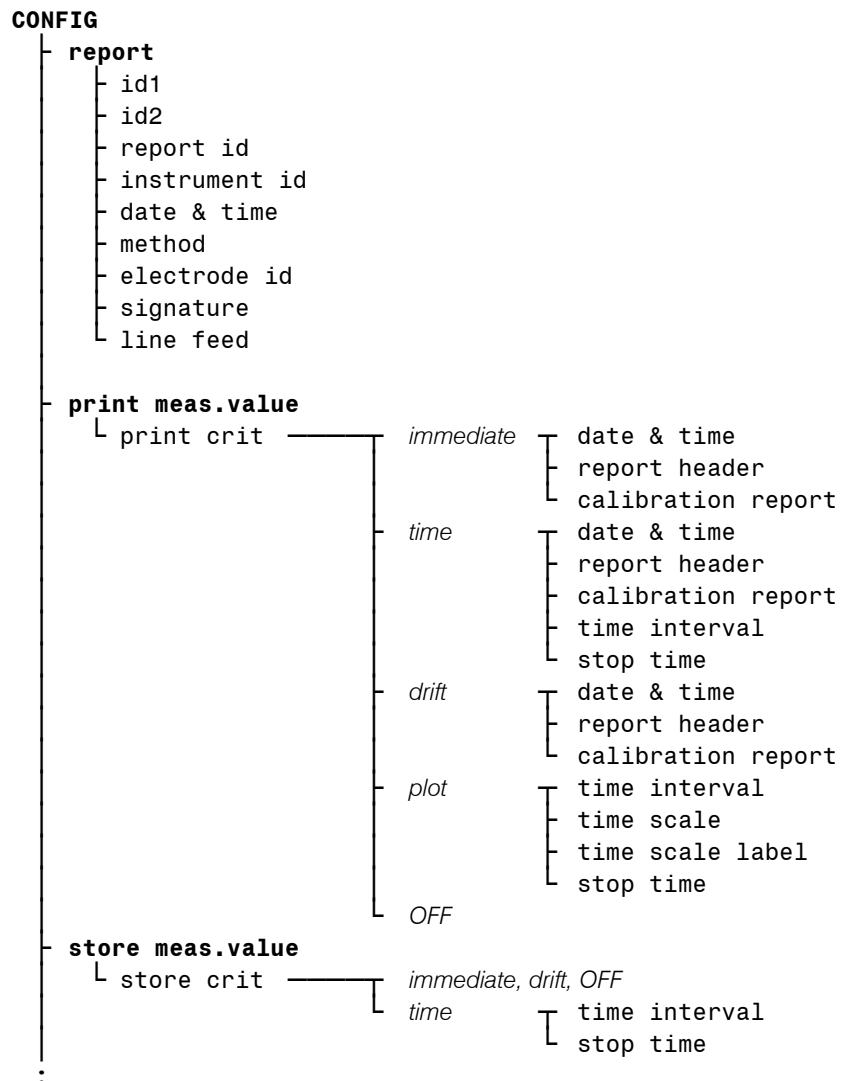 CONFIG
report
id1
id2
report id
instrument id
date & time
method
electrode id
signature
line feed
print meas.value
print crit immediate date & time
report header
calibration report
time date & time
report header
calibration report
time interval
stop time
drift date & time
report header
calibration report
plot time interval
time scale
time scale label
stop time
OFF
store meas.value
store crit immediate, drift, OFF
time time interval
stop time